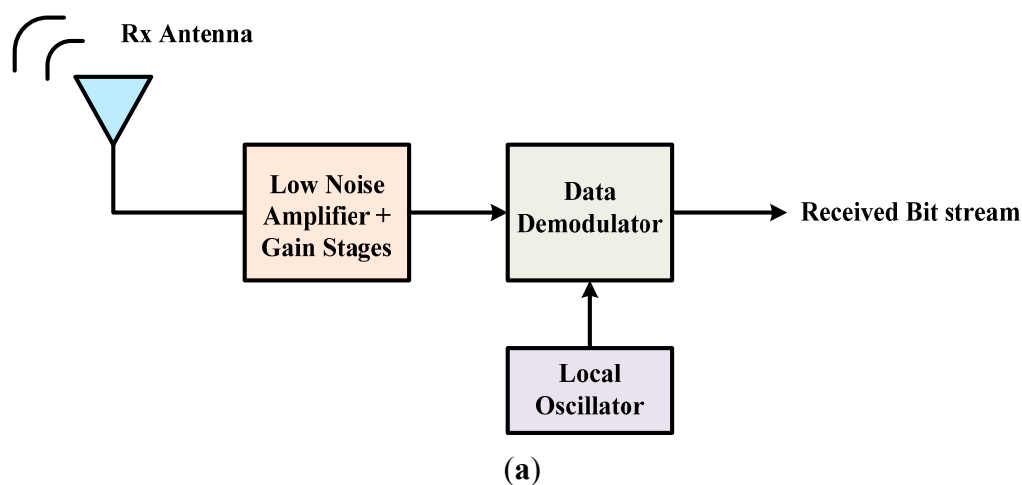 Rx Antenna
Low Noise
Amplifier +
Gain Stages
Data
Demodulator
Received Bit stream
Local
Oscillator
(a)